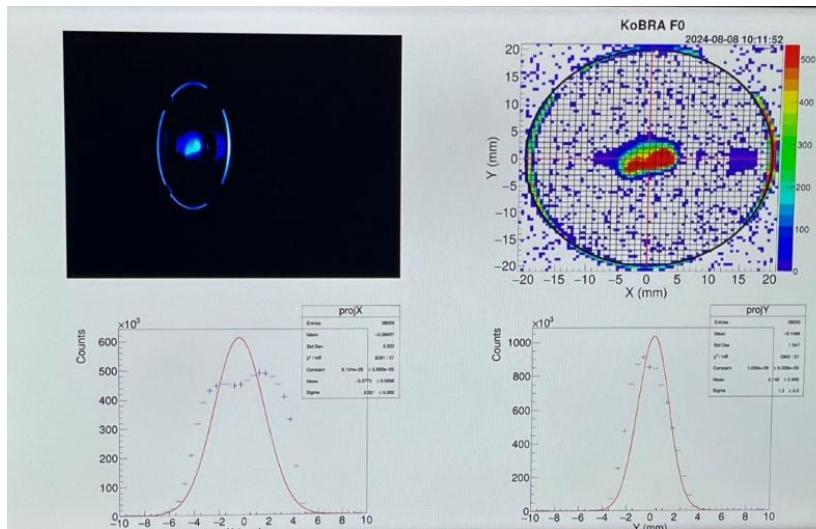 KoBRA F0
2024-08-08 10:11:52
Y (mm)
20
15
10
5
0
−5
−10
−15
−20
−20 −15 −10 −5 0 5 10 15 20
X (mm)
500
400
300
200
100
0
×10³
Counts
600
500
400
300
200
100
0
−10 −8 −6 −4 −2 0 2 4 6 8 10
projX
Entries
Mean
Std Dev
χ² / ndf
Constant
Mean
Sigma
×10³
Counts
1000
800
600
400
200
0
−10 −8 −6 −4 −2 0 2 4 6 8 10
Y (mm)
projY
Entries
Mean
Std Dev
χ² / ndf
Constant
Mean
Sigma